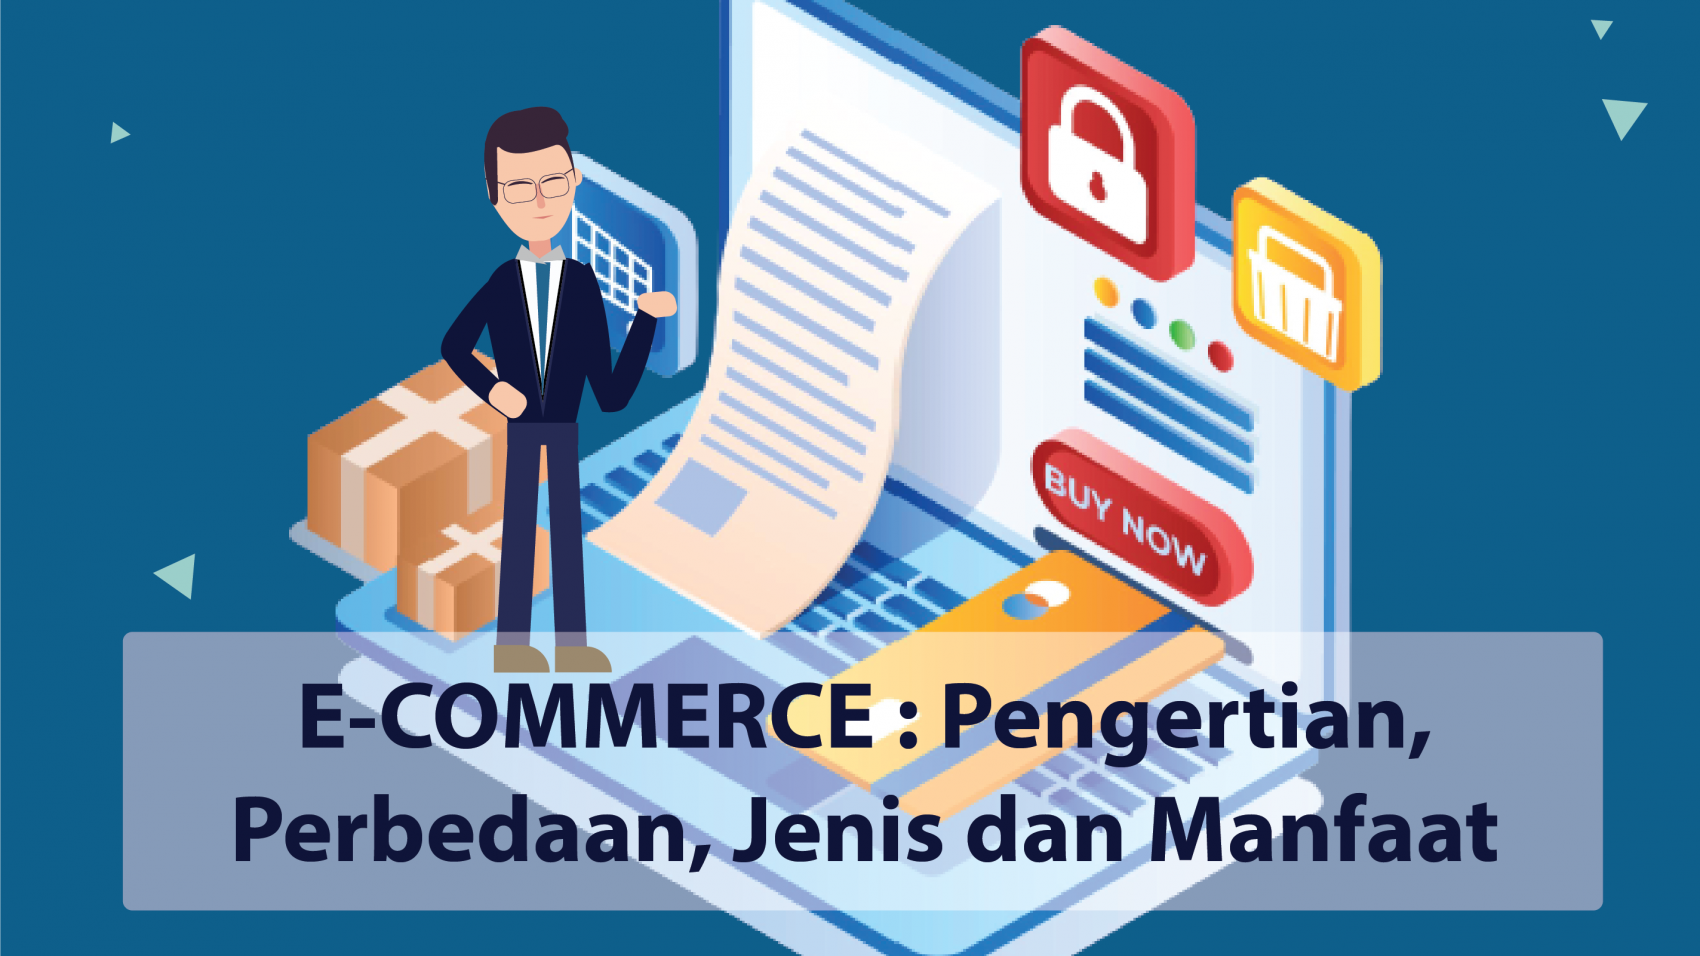 BUY NOW
E-COMMERCE : Pengertian,
Perbedaan, Jenis dan Manfaat